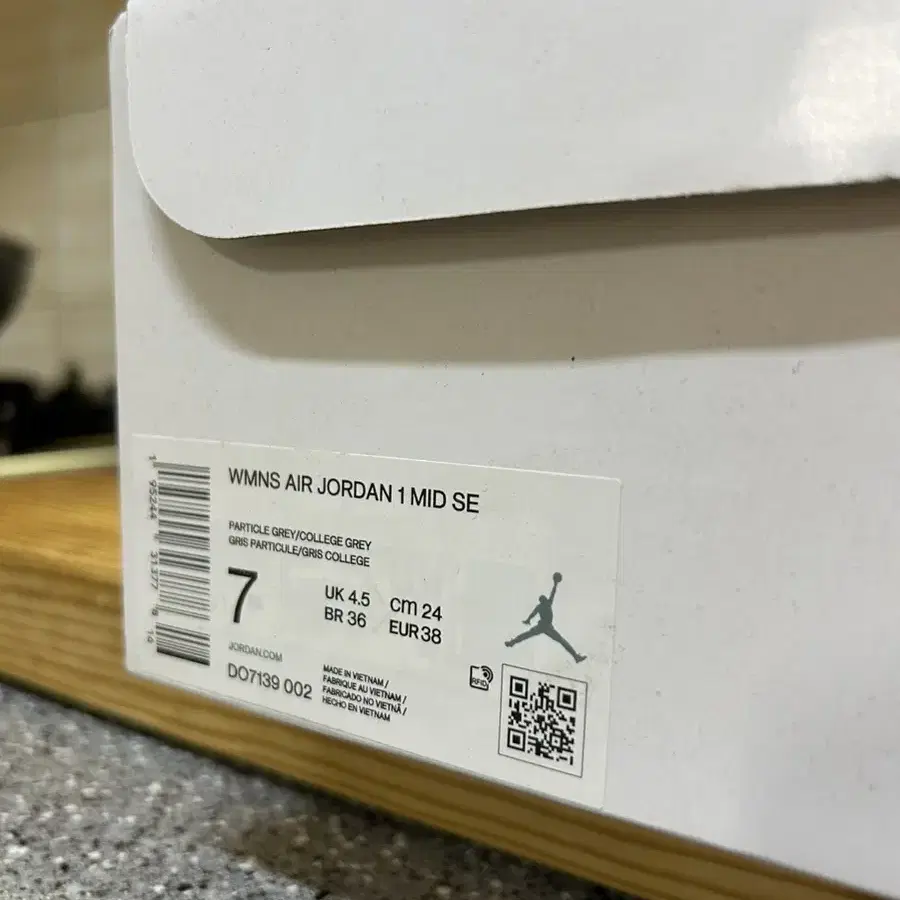 WMNS AIR JORDAN 1 MID SE
PARTICLE GREY/COLLEGE GREY
GRIS PARTICULE/GRIS COLLEGE
7
UK 4.5
cm 24
BR 36
EUR 38
JORDAN.COM
DO7139 002
MADE IN VIETNAM /
FABRIQUE AU VIETNAM /
FABRICADO NO VIETNÃ /
HECHO EN VIETNAM
RFID